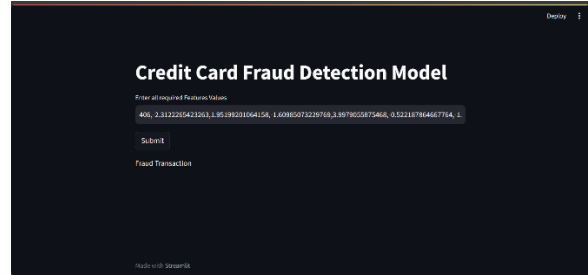 Deploy
Credit Card Fraud Detection Model
Enter all required Features Values
406, 2.3122265423263,1.95199201064158,-1.60985073229769,3.9979055875468,-0.522187864667764,-1.
Submit
Fraud Transaction
Made with Streamlit